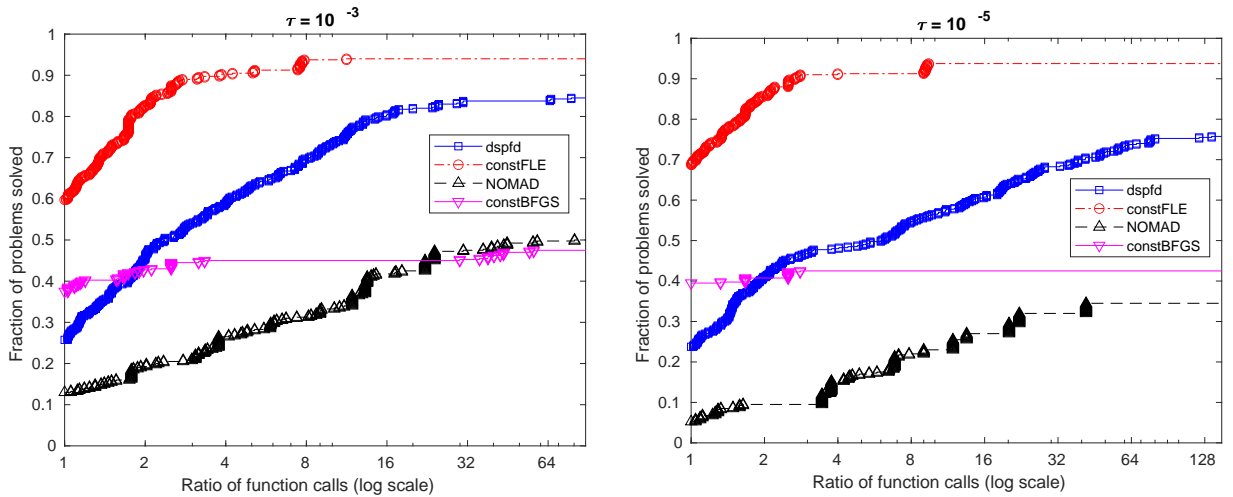 τ = 10 -3
1
0.9
0.8
0.7
0.6
0.5
0.4
0.3
0.2
0.1
0
Fraction of problems solved
dspfd
constFLE
NOMAD
constBFGS
1 2 4 8 16 32 64
Ratio of function calls (log scale)
τ = 10 -5
1
0.9
0.8
0.7
0.6
0.5
0.4
0.3
0.2
0.1
0
Fraction of problems solved
dspfd
constFLE
NOMAD
constBFGS
1 2 4 8 16 32 64 128
Ratio of function calls (log scale)